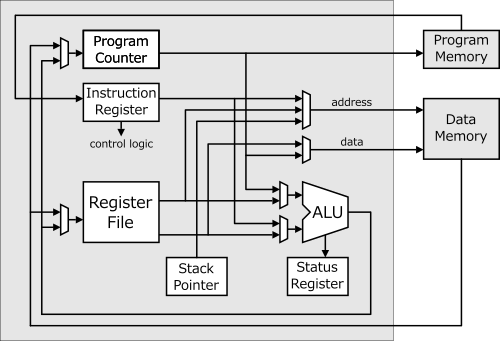 Program
Counter
Program
Memory
Instruction
Register
address
control logic
data
Data
Memory
Register
File
ALU
Stack
Pointer
Status
Register